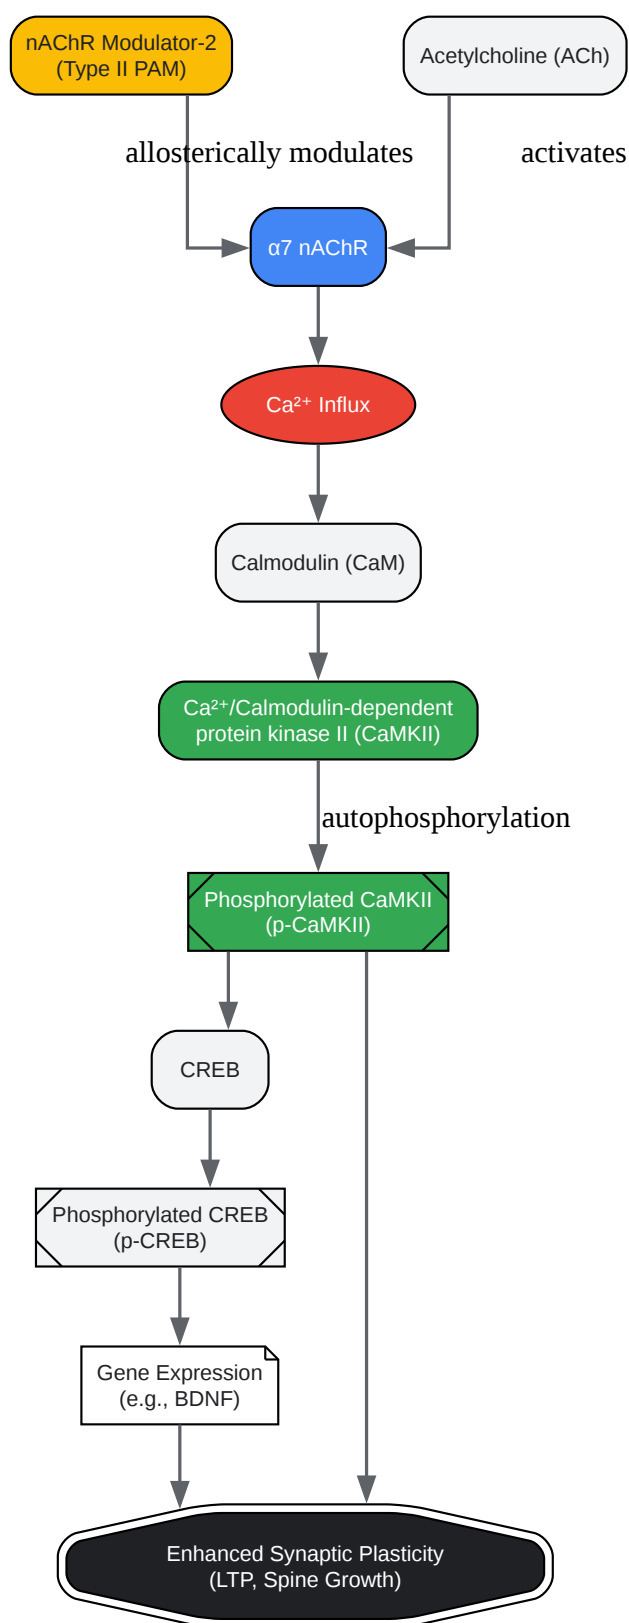 nAChR Modulator-2
(Type II PAM)
Acetylcholine (ACh)
allosterically modulates
activates
α7 nAChR
Ca²⁺ Influx
Calmodulin (CaM)
Ca²⁺/Calmodulin-dependent
protein kinase II (CaMKII)
autophosphorylation
Phosphorylated CaMKII
(p-CaMKII)
CREB
Phosphorylated CREB
(p-CREB)
Gene Expression
(e.g., BDNF)
Enhanced Synaptic Plasticity
(LTP, Spine Growth)